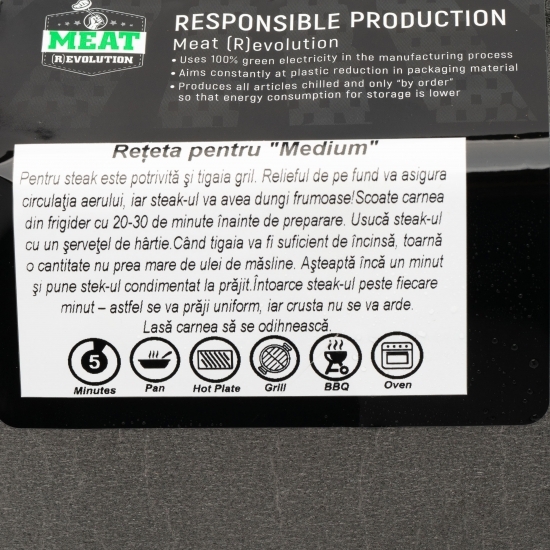 MEAT
(R)EVOLUTION
RESPONSIBLE PRODUCTION
Meat (R)evolution
• Uses 100% green electricity in the manufacturing process
• Aims constantly at plastic reduction in packaging material
• Produces all articles chilled and only "by order"
so that energy consumption for storage is lower
Rețeta pentru "Medium"
Pentru steak este potrivită şi tigaia gril. Relieful de pe fund va asigura
circulaţia aerului, iar steak-ul va avea dungi frumoase!Scoate carnea
din frigider cu 20-30 de minute înainte de preparare. Usucă steak-ul
cu un şerveţel de hârtie.Când tigaia va fi suficient de încinsă, toarnă
o cantitate nu prea mare de ulei de măsline. Aşteaptă încă un minut
şi pune stek-ul condimentat la prăjit.Întoarce steak-ul peste fiecare
minut – astfel se va prăji uniform, iar crusta nu se va arde.
Lasă carnea să se odihnească.
5
Minutes
Pan
Hot Plate
Grill
BBQ
Oven